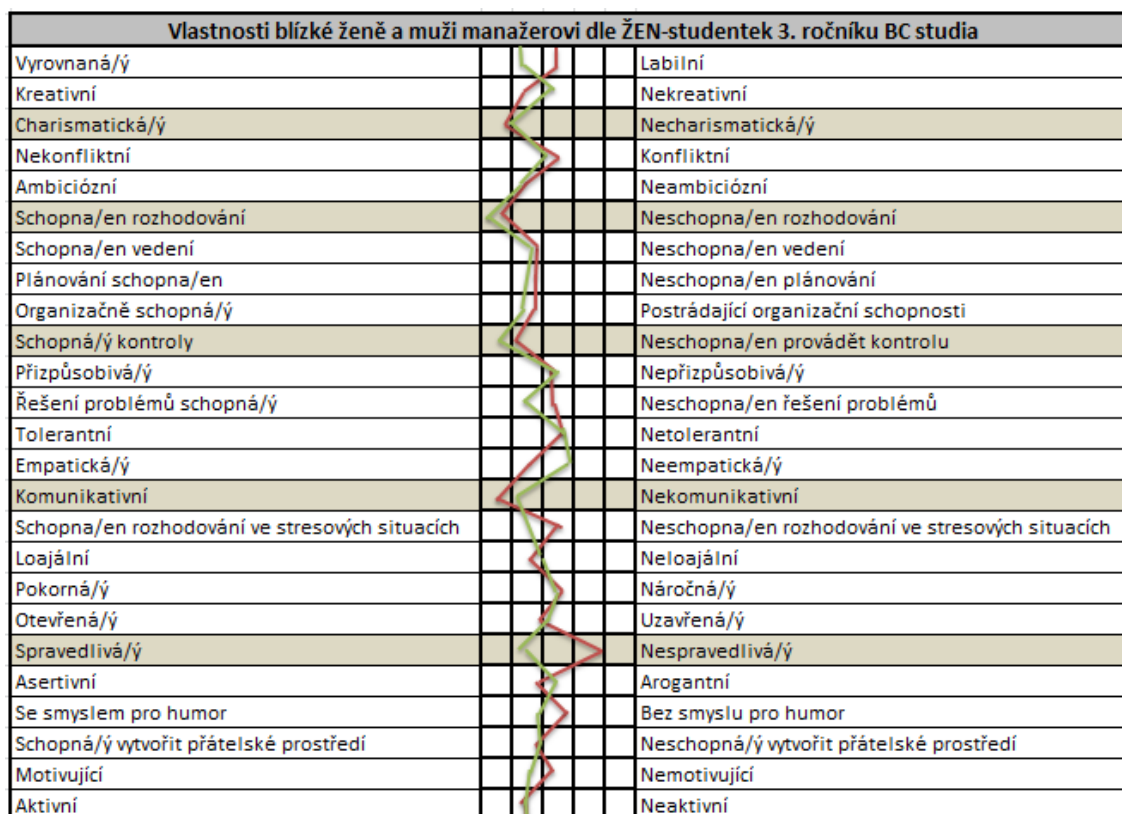 Vlastnosti blízké ženě a muži manažerovi dle ŽEN-studentek 3. ročníku BC studia
Vyrovnaná/ý Labilní
Kreativní Nekreativní
Charismatická/ý Necharismatická/ý
Nekonfliktní Konfliktní
Ambiciózní Neambiciózní
Schopna/en rozhodování Neschopna/en rozhodování
Schopna/en vedení Neschopna/en vedení
Plánování schopna/en Neschopna/en plánování
Organizačně schopná/ý Postrádající organizační schopnosti
Schopná/ý kontroly Neschopna/en provádět kontrolu
Přizpůsobivá/ý Nepřizpůsobivá/ý
Řešení problémů schopná/ý Neschopna/en řešení problémů
Tolerantní Netolerantní
Empatická/ý Neempatická/ý
Komunikativní Nekomunikativní
Schopna/en rozhodování ve stresových situacích Neschopna/en rozhodování ve stresových situacích
Loajální Neloajální
Pokorná/ý Náročná/ý
Otevřená/ý Uzavřená/ý
Spravedlivá/ý Nespravedlivá/ý
Asertivní Arogantní
Se smyslem pro humor Bez smyslu pro humor
Schopná/ý vytvořit přátelské prostředí Neschopná/ý vytvořit přátelské prostředí
Motivující Nemotivující
Aktivní Neaktivní